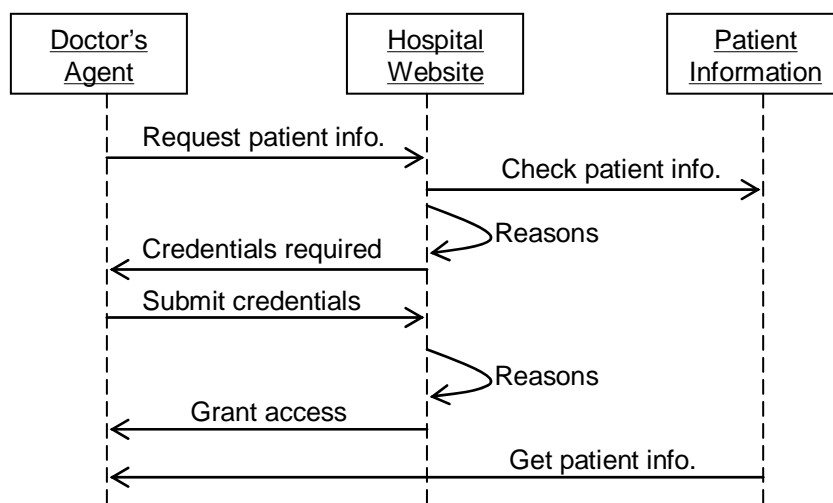 Doctor's
Agent
Hospital
Website
Patient
Information
Request patient info.
Check patient info.
Reasons
Credentials required
Submit credentials
Reasons
Grant access
Get patient info.